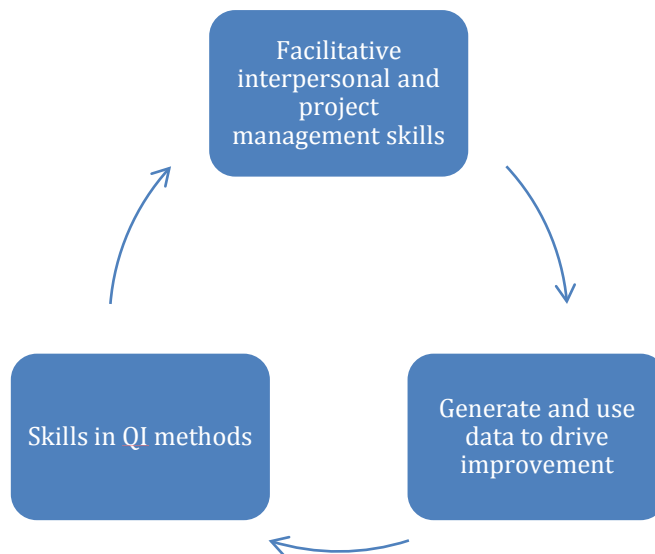 Facilitative
interpersonal and
project
management skills
Skills in QI methods
Generate and use
data to drive
improvement